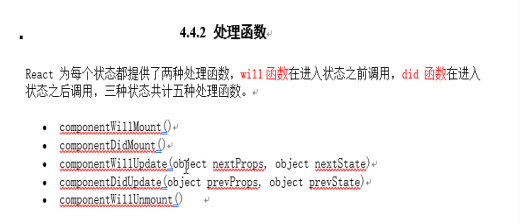 4.4.2 处理函数
React 为每个状态都提供了两种处理函数，will 函数在进入状态之前调用，did 函数在进入
状态之后调用，三种状态共计五种处理函数。
• componentWillMount()
• componentDidMount()
• componentWillUpdate(object nextProps, object nextState)
• componentDidUpdate(object prevProps, object prevState)
• componentWillUnmount()